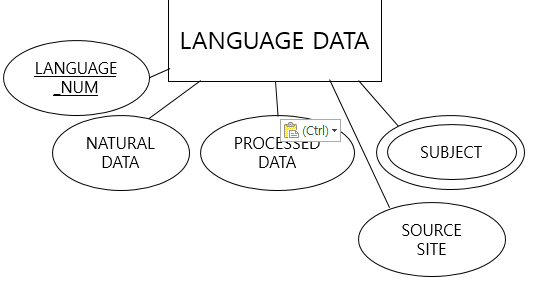 LANGUAGE DATA
LANGUAGE
_NUM
NATURAL
DATA
PROCESSED
DATA
(Ctrl)
SUBJECT
SOURCE
SITE